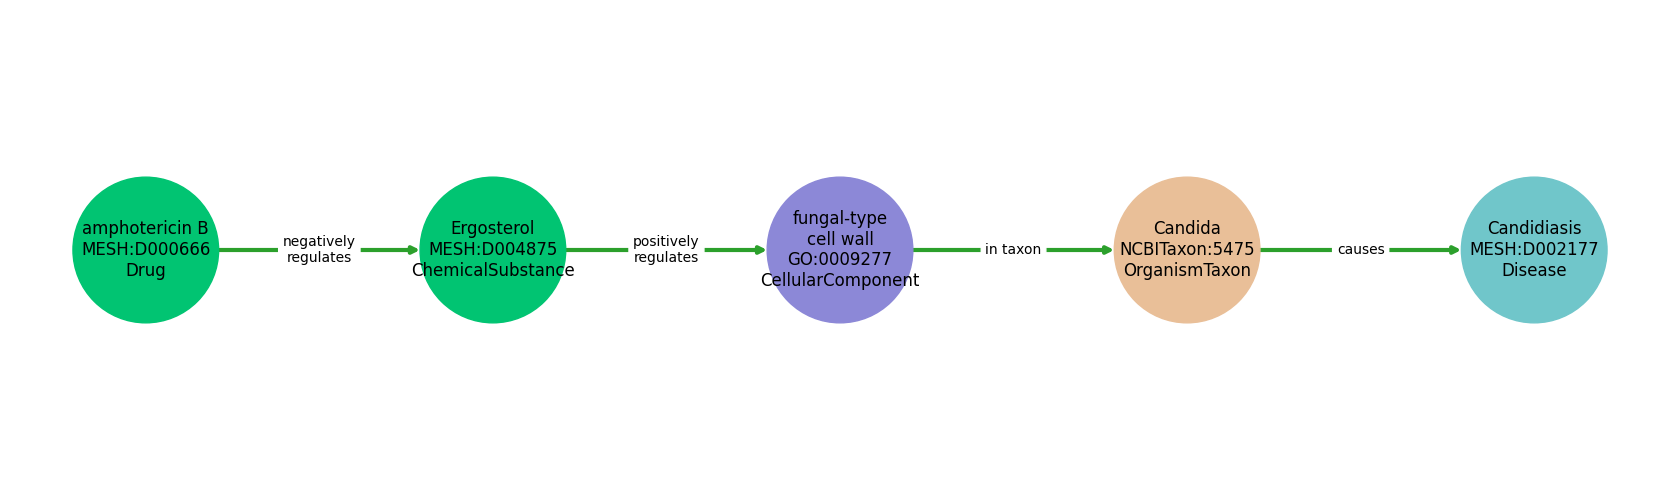 amphotericin B
MESH:D000666
Drug
negatively
regulates
Ergosterol
MESH:D004875
ChemicalSubstance
positively
regulates
fungal-type
cell wall
GO:0009277
CellularComponent
in taxon
Candida
NCBITaxon:5475
OrganismTaxon
causes
Candidiasis
MESH:D002177
Disease